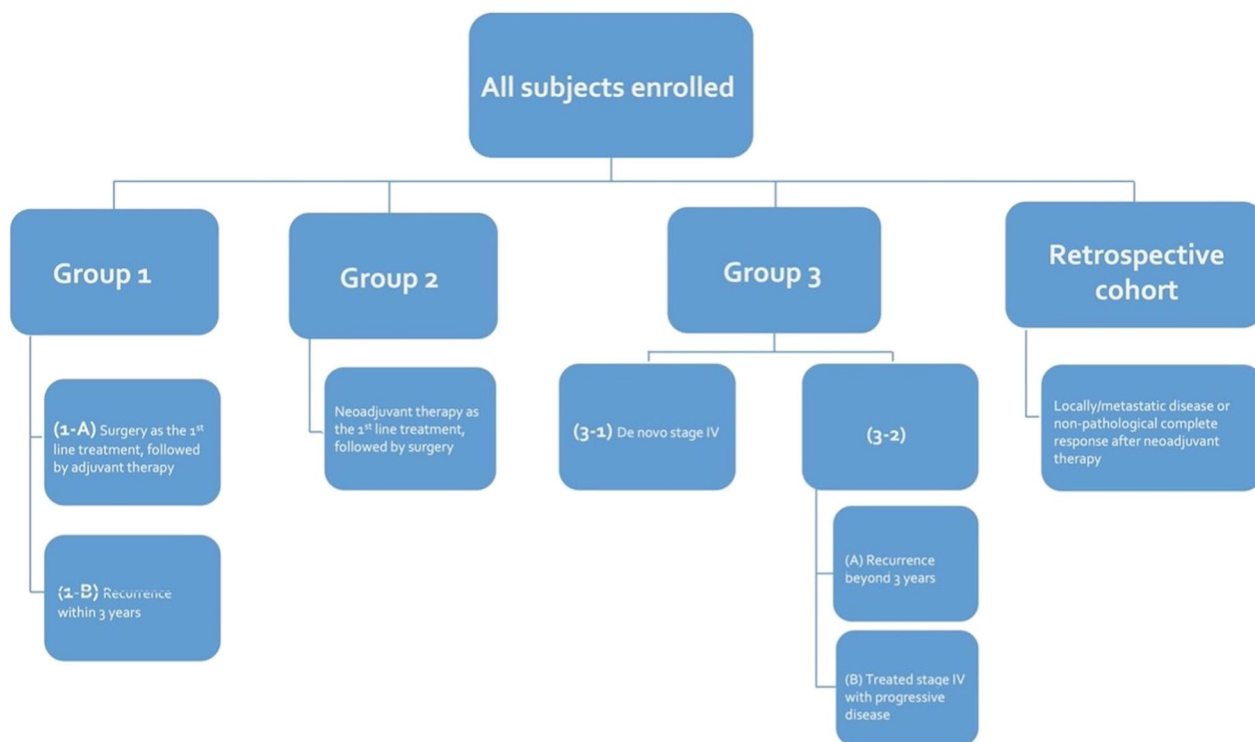 All subjects enrolled
Group 1
Group 2
Group 3
Retrospective
cohort
(1-A) Surgery as the 1st
line treatment, followed
by adjuvant therapy
(1-B) Recurrence
within 3 years
Neoadjuvant therapy as
the 1st line treatment,
followed by surgery
(3-1) De novo stage IV
(3-2)
(A) Recurrence
beyond 3 years
(B) Treated stage IV
with progressive
disease
Locally/metastatic disease or
non-pathological complete
response after neoadjuvant
therapy